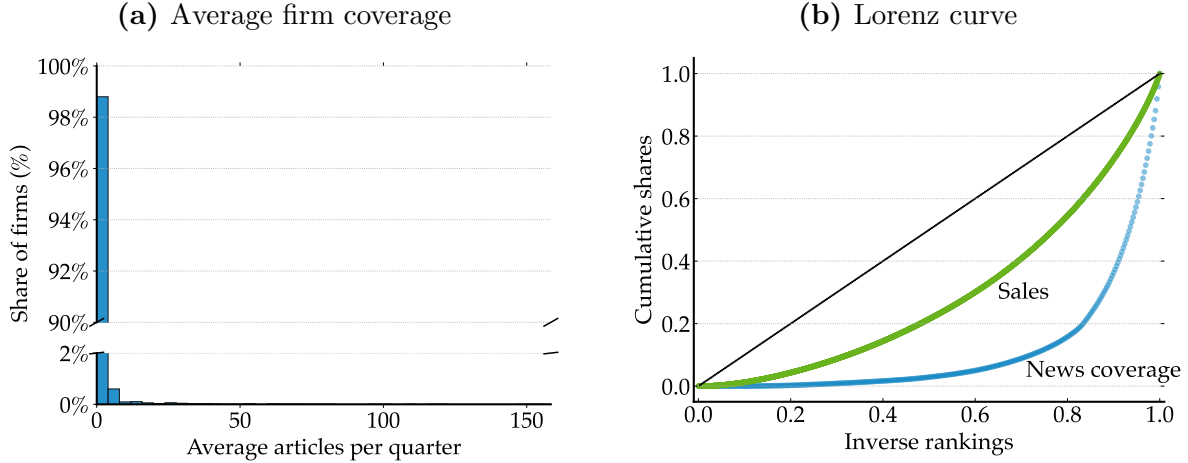 (a) Average firm coverage
100%
98%
96%
94%
92%
90%
2%
0%
Share of firms (%)
0 50 100 150
Average articles per quarter
(b) Lorenz curve
1.0
0.8
0.6
0.4
0.2
0.0
Cumulative shares
Sales
News coverage
0.0 0.2 0.4 0.6 0.8 1.0
Inverse rankings